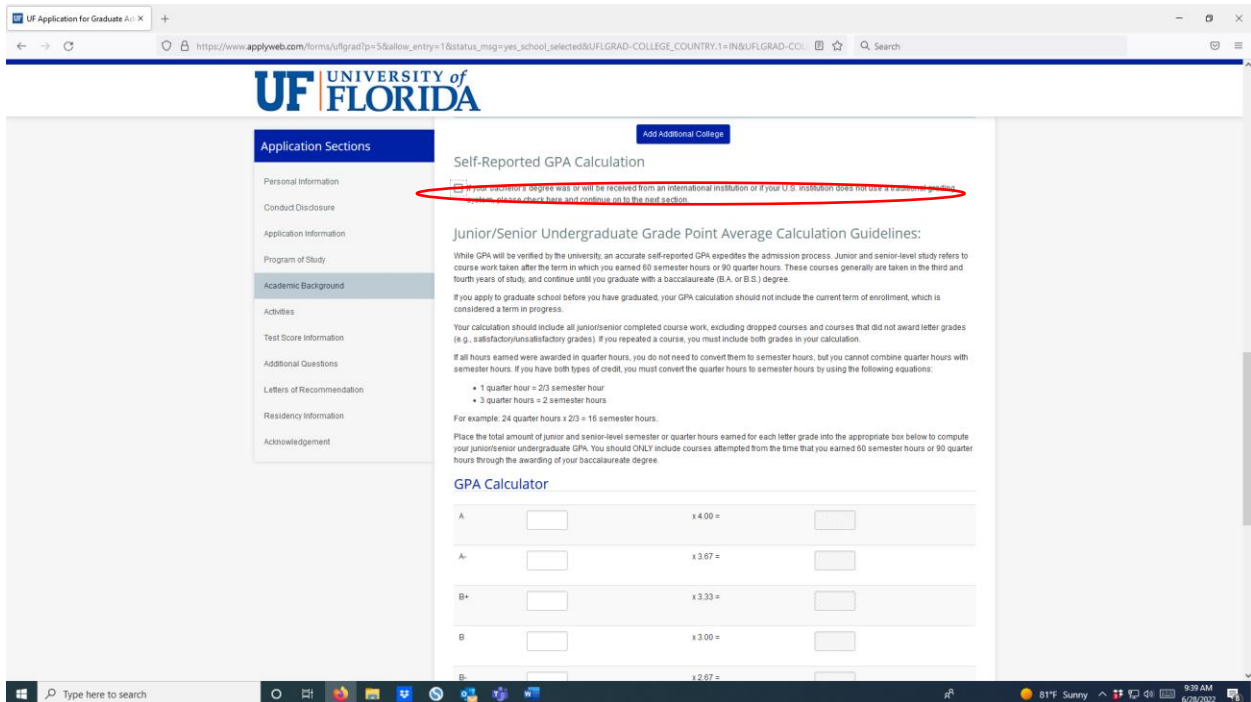 UF Application for Graduate Ad
https://www.applyweb.com/forms/uflgrad?p=5&allow_entry=1&status_msg=yes_school_selected&UFLGRAD-COLLEGE_COUNTRY.1=IN&UFLGRAD-COL
Search
UF UNIVERSITY of FLORIDA
Application Sections
Personal Information
Conduct Disclosure
Application Information
Program of Study
Academic Background
Activities
Test Score Information
Additional Questions
Letters of Recommendation
Residency Information
Acknowledgement
Add Additional College
Self-Reported GPA Calculation
If your bachelor's degree was or will be received from an international institution or if your U.S. institution does not use a traditional grading
system, please check here and continue on to the next section.
Junior/Senior Undergraduate Grade Point Average Calculation Guidelines:
While GPA will be verified by the university, an accurate self-reported GPA expedites the admission process. Junior and senior-level study refers to
course work taken after the term in which you earned 60 semester hours or 90 quarter hours. These courses generally are taken in the third and
fourth years of study, and continue until you graduate with a baccalaureate (B.A. or B.S.) degree.
If you apply to graduate school before you have graduated, your GPA calculation should not include the current term of enrollment, which is
considered a term in progress.
Your calculation should include all junior/senior completed course work, excluding dropped courses and courses that did not award letter grades
(e.g., satisfactory/unsatisfactory grades). If you repeated a course, you must include both grades in your calculation.
If all hours earned were awarded in quarter hours, you do not need to convert them to semester hours, but you cannot combine quarter hours with
semester hours. If you have both types of credit, you must convert the quarter hours to semester hours by using the following equations:
• 1 quarter hour = 2/3 semester hour
• 3 quarter hours = 2 semester hours
For example: 24 quarter hours x 2/3 = 16 semester hours.
Place the total amount of junior and senior-level semester or quarter hours earned for each letter grade into the appropriate box below to compute
your junior/senior undergraduate GPA. You should ONLY include courses attempted from the time that you earned 60 semester hours or 90 quarter
hours through the awarding of your baccalaureate degree.
GPA Calculator
A x 4.00 =
A- x 3.67 =
B+ x 3.33 =
B x 3.00 =
B- x 2.67 =
Type here to search
81°F Sunny
9:39 AM
6/28/2022